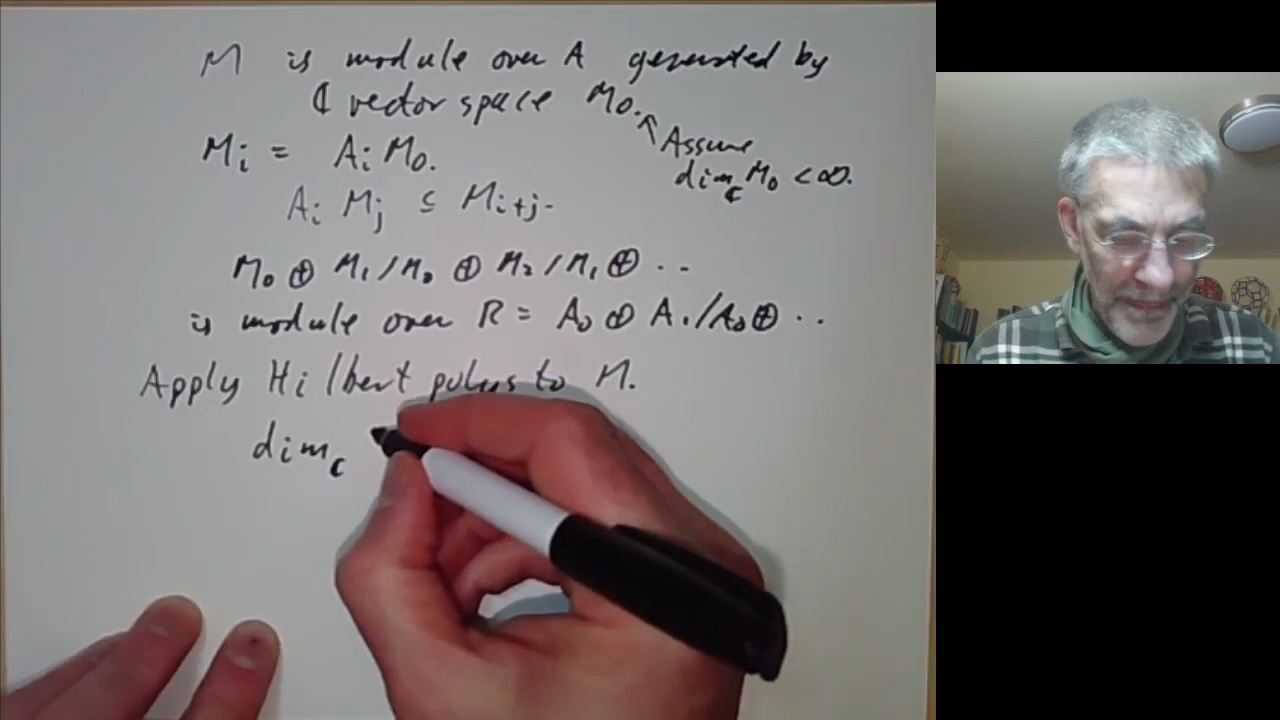 M is module over A generated by
ℂ vector space M₀.
↖ Assume
dim_ℂ M₀ < ∞.
Mᵢ = Aᵢ M₀.
Aᵢ Mⱼ ⊆ Mᵢ₊ⱼ.
M₀ ⊕ M₁/M₀ ⊕ M₂/M₁ ⊕ ··
is module over R = A₀ ⊕ A₁/A₀ ⊕ ··
Apply Hilbert polys to M.
dim_ℂ